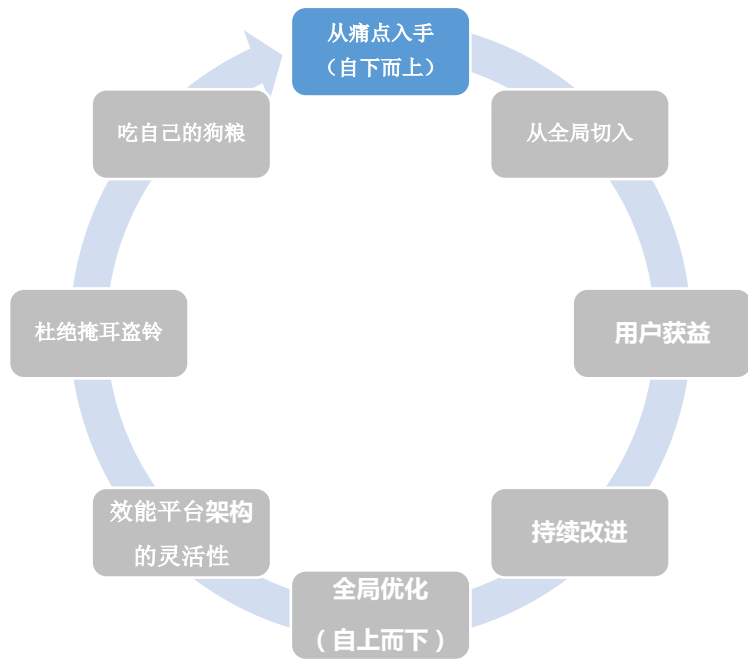 从痛点入手
（自下而上）
从全局切入
用户获益
持续改进
全局优化
（自上而下）
效能平台架构
的灵活性
杜绝掩耳盗铃
吃自己的狗粮